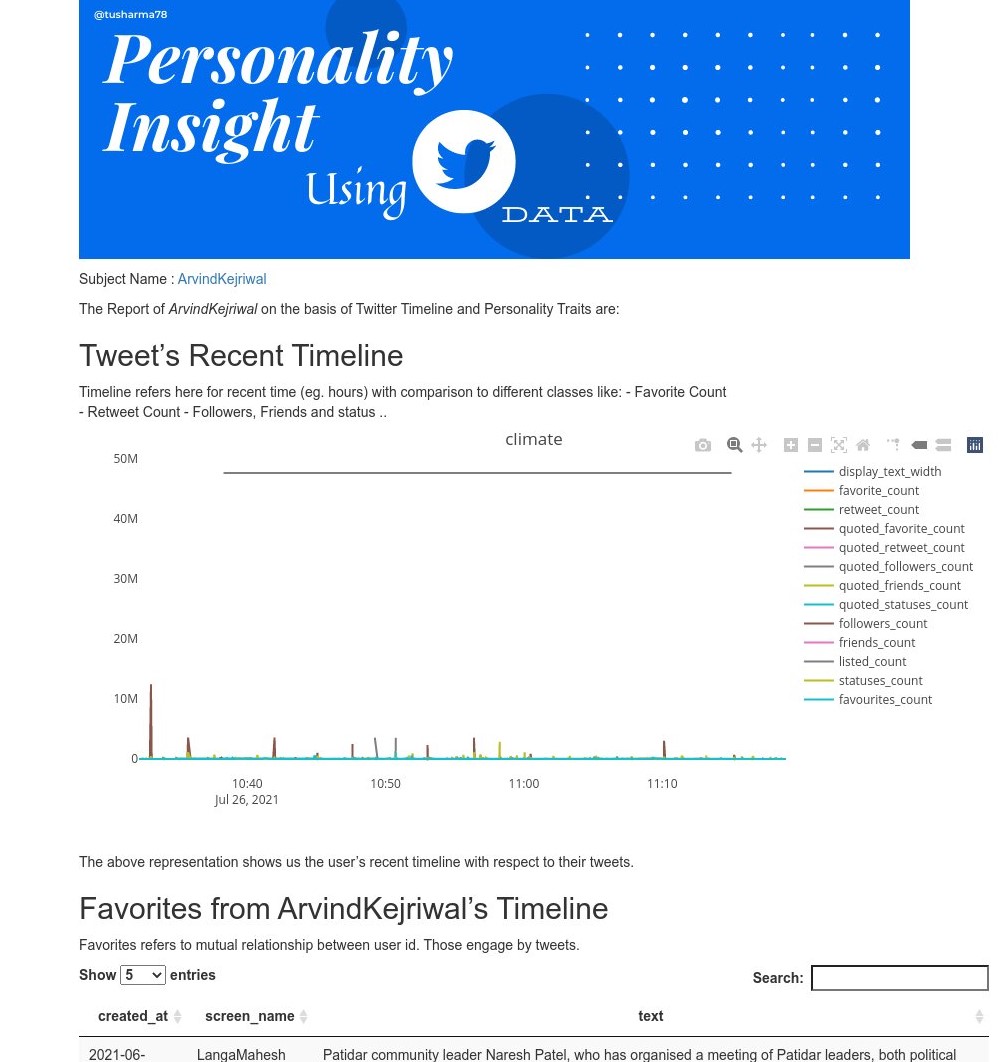 @tusharma78
Personality
Insight
Using
DATA
Subject Name : ArvindKejriwal
The Report of ArvindKejriwal on the basis of Twitter Timeline and Personality Traits are:
Tweet’s Recent Timeline
Timeline refers here for recent time (eg. hours) with comparison to different classes like: - Favorite Count
- Retweet Count - Followers, Friends and status ..
climate
50M
40M
30M
20M
10M
0
10:40
Jul 26, 2021
10:50
11:00
11:10
display_text_width
favorite_count
retweet_count
quoted_favorite_count
quoted_retweet_count
quoted_followers_count
quoted_friends_count
quoted_statuses_count
followers_count
friends_count
listed_count
statuses_count
favourites_count
The above representation shows us the user’s recent timeline with respect to their tweets.
Favorites from ArvindKejriwal’s Timeline
Favorites refers to mutual relationship between user id. Those engage by tweets.
Show 5 entries
Search:
created_at screen_name text
2021-06- LangaMahesh Patidar community leader Naresh Patel, who has organised a meeting of Patidar leaders, both political